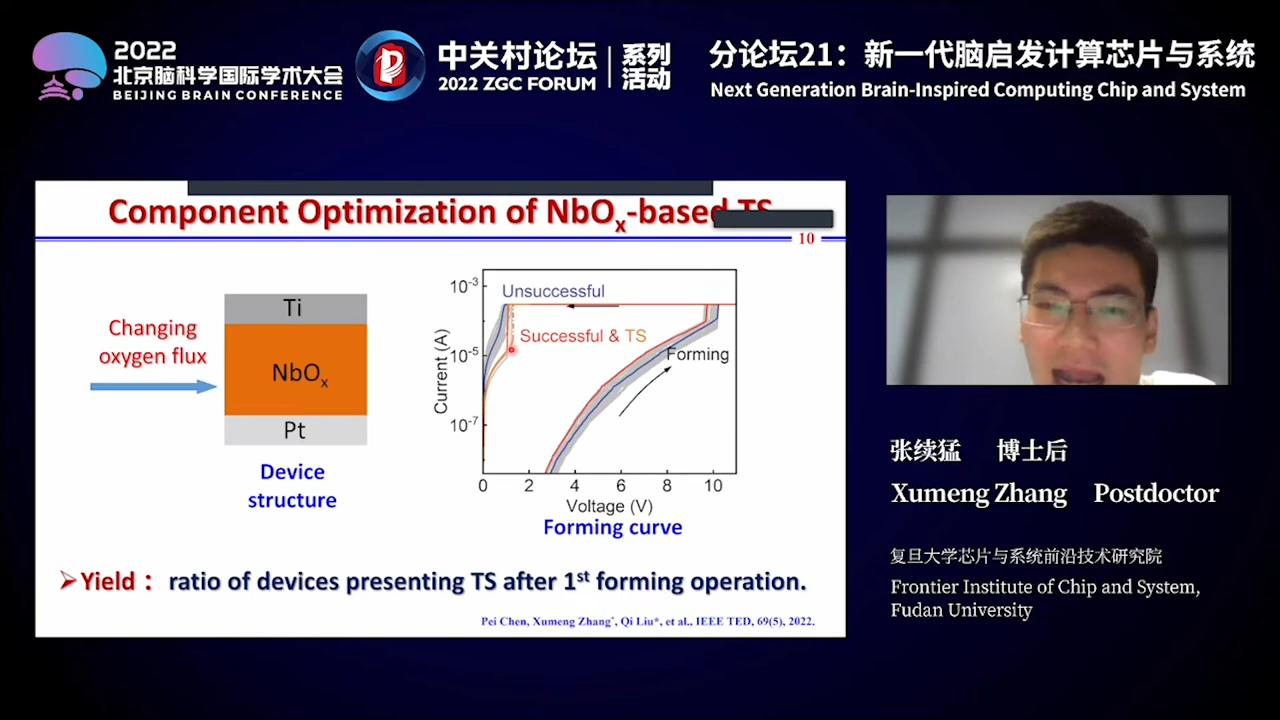 2022
北京脑科学国际学术大会
BEIJING BRAIN CONFERENCE
中关村论坛
2022 ZGC FORUM
系列
活动
分论坛21：新一代脑启发计算芯片与系统
Next Generation Brain-Inspired Computing Chip and System
Component Optimization of NbOx-based TS
10
Changing
oxygen flux
Ti
NbOx
Pt
Device
structure
Current (A)
10⁻³
10⁻⁵
10⁻⁷
Unsuccessful
Successful & TS
Forming
0 2 4 6 8 10
Voltage (V)
Forming curve
➢Yield： ratio of devices presenting TS after 1st forming operation.
Pei Chen, Xumeng Zhang*, Qi Liu*, et al., IEEE TED, 69(5), 2022.
张续猛 博士后
Xumeng Zhang Postdoctor
复旦大学芯片与系统前沿技术研究院
Frontier Institute of Chip and System,
Fudan University